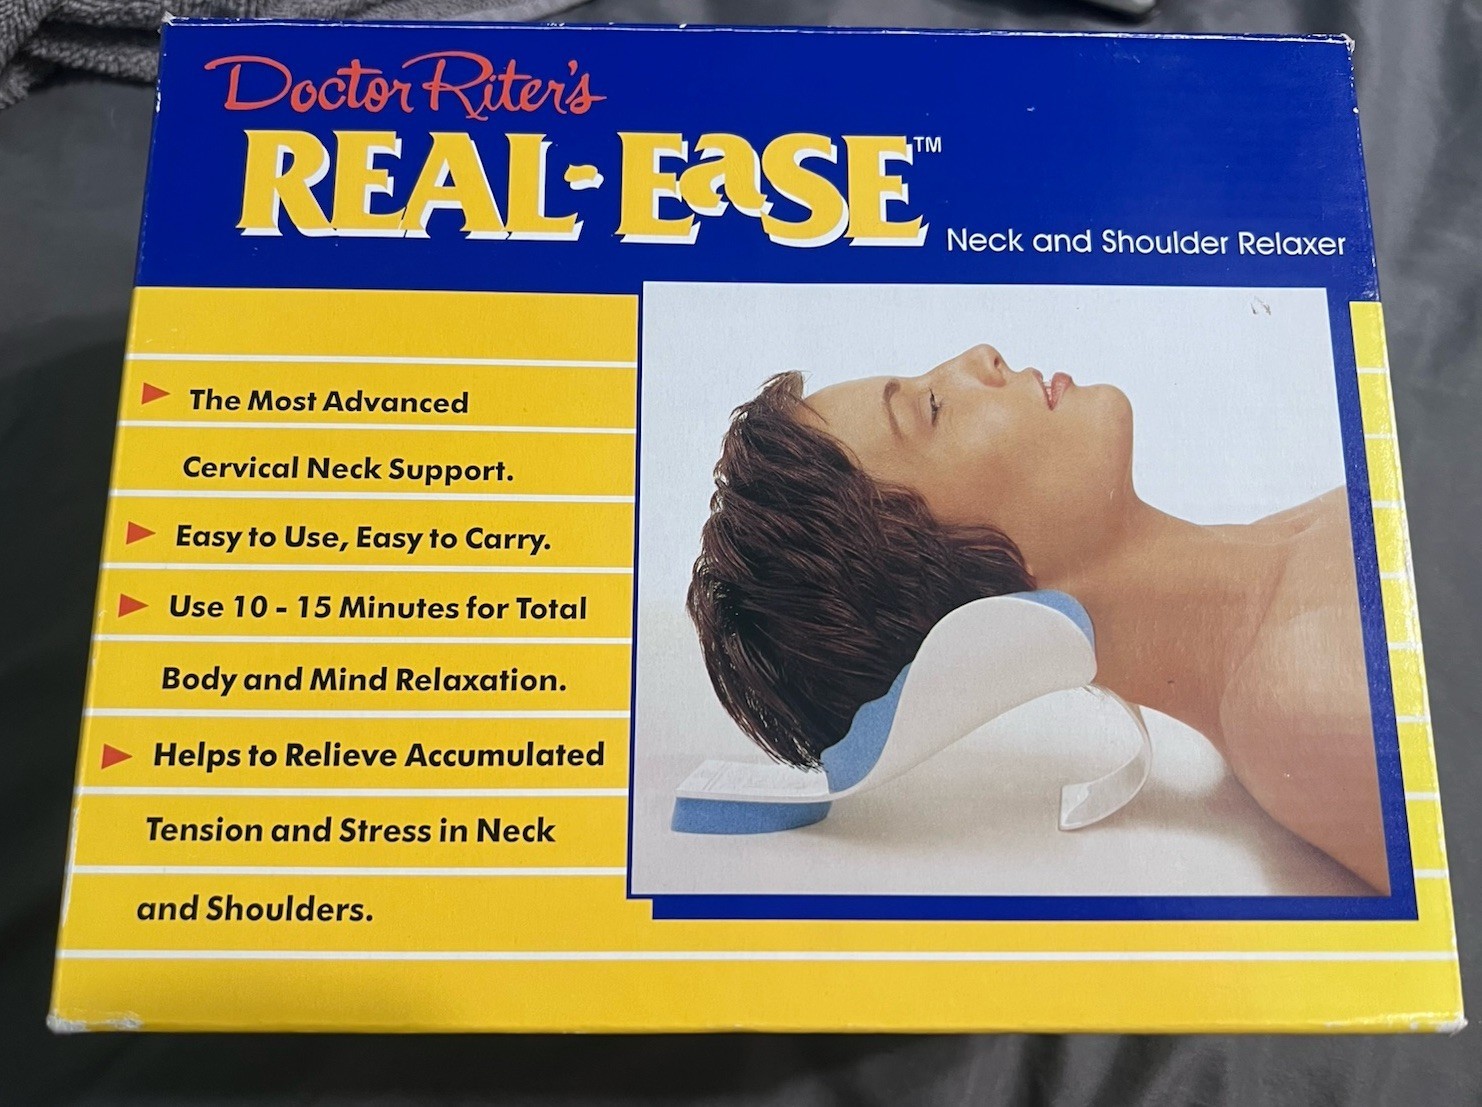 Doctor Riter's
REAL-EaSE™
Neck and Shoulder Relaxer
The Most Advanced
Cervical Neck Support.
Easy to Use, Easy to Carry.
Use 10 - 15 Minutes for Total
Body and Mind Relaxation.
Helps to Relieve Accumulated
Tension and Stress in Neck
and Shoulders.